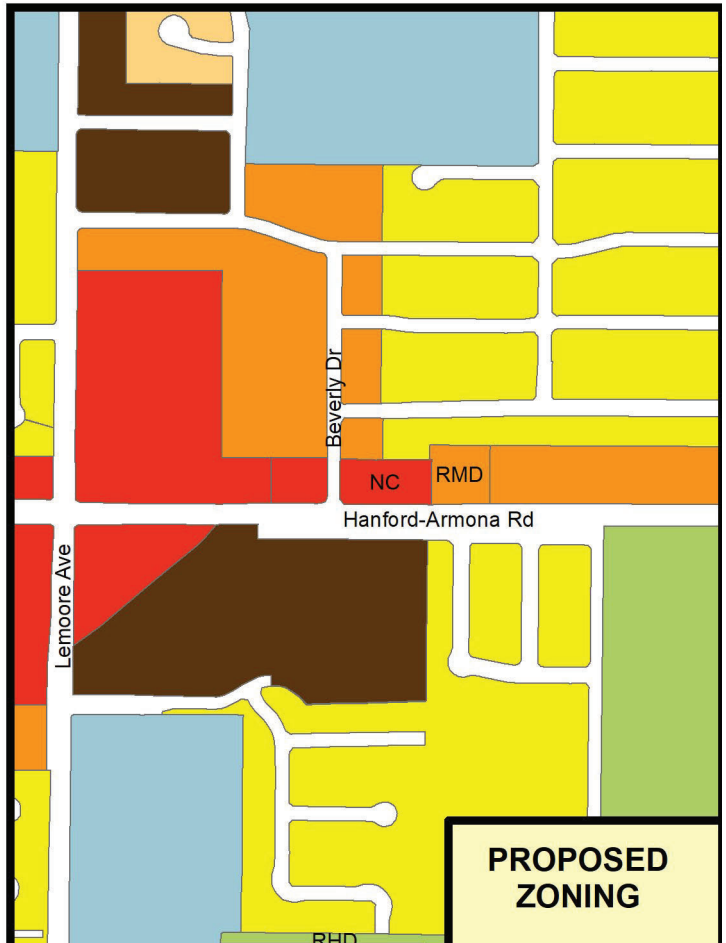 Beverly Dr
NC
RMD
Hanford-Armona Rd
Lemoore Ave
PROPOSED
ZONING
RHD